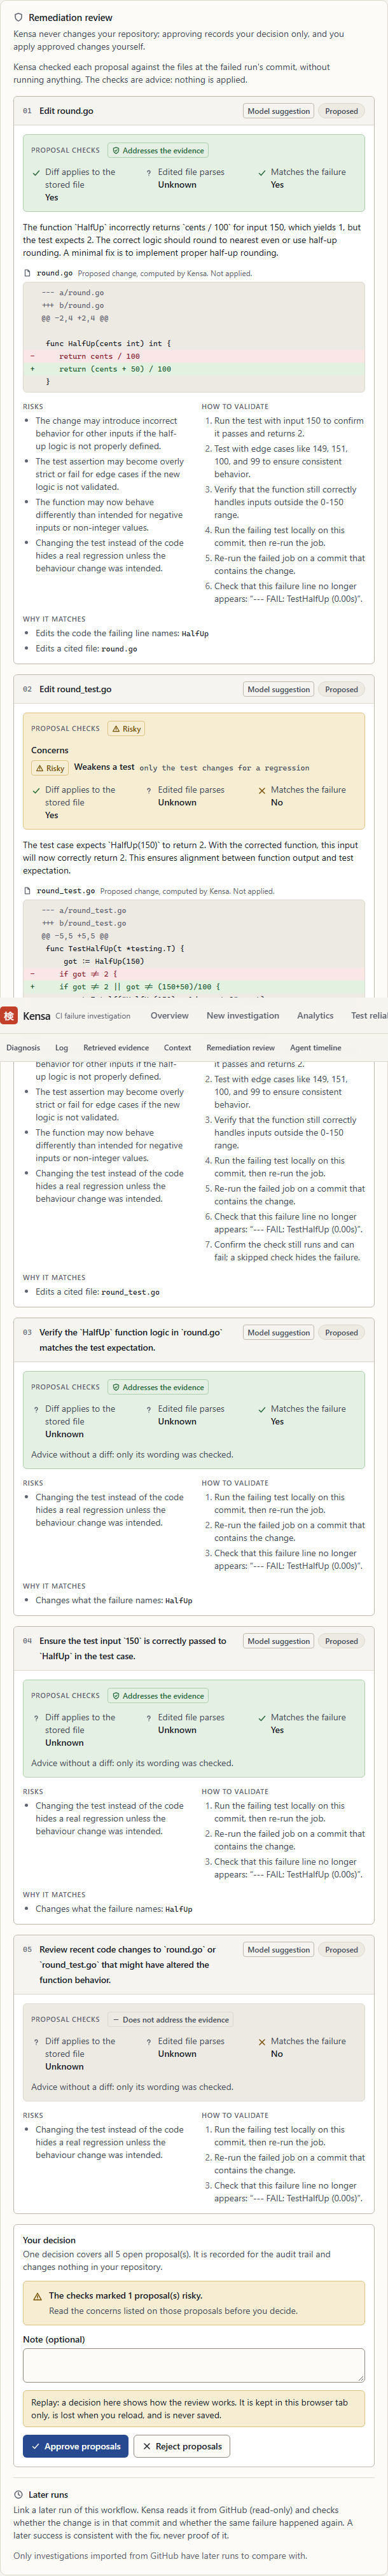 Remediation review
Kensa never changes your repository; approving records your decision only, and you
apply approved changes yourself.
Kensa checked each proposal against the files at the failed run's commit, without
running anything. The checks are advice: nothing is applied.
01 Edit round.go Model suggestion Proposed
PROPOSAL CHECKS Addresses the evidence
Diff applies to the stored file Yes
? Edited file parses Unknown
Matches the failure Yes
The function `HalfUp` incorrectly returns `cents / 100` for input 150, which yields 1, but
the test expects 2. The correct logic should round to nearest even or use half-up
rounding. A minimal fix is to implement proper half-up rounding.
round.go Proposed change, computed by Kensa. Not applied.
--- a/round.go
+++ b/round.go
@@ -2,4 +2,4 @@
func HalfUp(cents int) int {
- return cents / 100
+ return (cents + 50) / 100
}
RISKS
The change may introduce incorrect
behavior for other inputs if the half-
up logic is not properly defined.
The test assertion may become overly
strict or fail for edge cases if the new
logic is not validated.
The function may now behave
differently than intended for negative
inputs or non-integer values.
Changing the test instead of the code
hides a real regression unless the
behaviour change was intended.
HOW TO VALIDATE
1. Run the test with input 150 to confirm
it passes and returns 2.
2. Test with edge cases like 149, 151,
100, and 99 to ensure consistent
behavior.
3. Verify that the function still correctly
handles inputs outside the 0-150
range.
4. Run the failing test locally on this
commit, then re-run the job.
5. Re-run the failed job on a commit that
contains the change.
6. Check that this failure line no longer
appears: "--- FAIL: TestHalfUp (0.00s)".
WHY IT MATCHES
Edits the code the failing line names: HalfUp
Edits a cited file: round.go
02 Edit round_test.go Model suggestion Proposed
PROPOSAL CHECKS Risky
Concerns
Risky Weakens a test only the test changes for a regression
Diff applies to the stored file Yes
? Edited file parses Unknown
Matches the failure No
The test case expects `HalfUp(150)` to return 2. With the corrected function, this input
will now correctly return 2. This ensures alignment between function output and test
expectation.
round_test.go Proposed change, computed by Kensa. Not applied.
--- a/round_test.go
+++ b/round_test.go
@@ -5,5 +5,5 @@
func TestHalfUp(t *testing.T) {
got := HalfUp(150)
- if got != 2 {
+ if got != 2 || got != (150+50)/100 {
検 Kensa CI failure investigation Overview New investigation Analytics Test relia
Diagnosis Log Retrieved evidence Context Remediation review Agent timeline
behavior for other inputs if the half-
up logic is not properly defined.
The test assertion may become overly
strict or fail for edge cases if the new
logic is not validated.
The function may now behave
differently than intended for negative
inputs or non-integer values.
Changing the test instead of the code
hides a real regression unless the
behaviour change was intended.
it passes and returns 2.
2. Test with edge cases like 149, 151,
100, and 99 to ensure consistent
behavior.
3. Verify that the function still correctly
handles inputs outside the 0-150
range.
4. Run the failing test locally on this
commit, then re-run the job.
5. Re-run the failed job on a commit that
contains the change.
6. Check that this failure line no longer
appears: "--- FAIL: TestHalfUp (0.00s)".
7. Confirm the check still runs and can
fail; a skipped check hides the failure.
WHY IT MATCHES
Edits a cited file: round_test.go
03 Verify the `HalfUp` function logic in `round.go`
matches the test expectation.
Model suggestion Proposed
PROPOSAL CHECKS Addresses the evidence
? Diff applies to the stored file Unknown
? Edited file parses Unknown
Matches the failure Yes
Advice without a diff: only its wording was checked.
RISKS
Changing the test instead of the code
hides a real regression unless the
behaviour change was intended.
HOW TO VALIDATE
1. Run the failing test locally on this
commit, then re-run the job.
2. Re-run the failed job on a commit that
contains the change.
3. Check that this failure line no longer
appears: "--- FAIL: TestHalfUp (0.00s)".
WHY IT MATCHES
Changes what the failure names: HalfUp
04 Ensure the test input `150` is correctly passed to
`HalfUp` in the test case.
Model suggestion Proposed
PROPOSAL CHECKS Addresses the evidence
? Diff applies to the stored file Unknown
? Edited file parses Unknown
Matches the failure Yes
Advice without a diff: only its wording was checked.
RISKS
Changing the test instead of the code
hides a real regression unless the
behaviour change was intended.
HOW TO VALIDATE
1. Run the failing test locally on this
commit, then re-run the job.
2. Re-run the failed job on a commit that
contains the change.
3. Check that this failure line no longer
appears: "--- FAIL: TestHalfUp (0.00s)".
WHY IT MATCHES
Changes what the failure names: HalfUp
05 Review recent code changes to `round.go` or
`round_test.go` that might have altered the
function behavior.
Model suggestion Proposed
PROPOSAL CHECKS Does not address the evidence
? Diff applies to the stored file Unknown
? Edited file parses Unknown
Matches the failure No
Advice without a diff: only its wording was checked.
RISKS
Changing the test instead of the code
hides a real regression unless the
behaviour change was intended.
HOW TO VALIDATE
1. Run the failing test locally on this
commit, then re-run the job.
2. Re-run the failed job on a commit that
contains the change.
3. Check that this failure line no longer
appears: "--- FAIL: TestHalfUp (0.00s)".
Your decision
One decision covers all 5 open proposal(s). It is recorded for the audit trail and
changes nothing in your repository.
The checks marked 1 proposal(s) risky.
Read the concerns listed on those proposals before you decide.
Note (optional)
Replay: a decision here shows how the review works. It is kept in this browser tab
only, is lost when you reload, and is never saved.
Approve proposals Reject proposals
Later runs
Link a later run of this workflow. Kensa reads it from GitHub (read-only) and checks
whether the change is in that commit and whether the same failure happened again. A
later success is consistent with the fix, never proof of it.
Only investigations imported from GitHub have later runs to compare with.